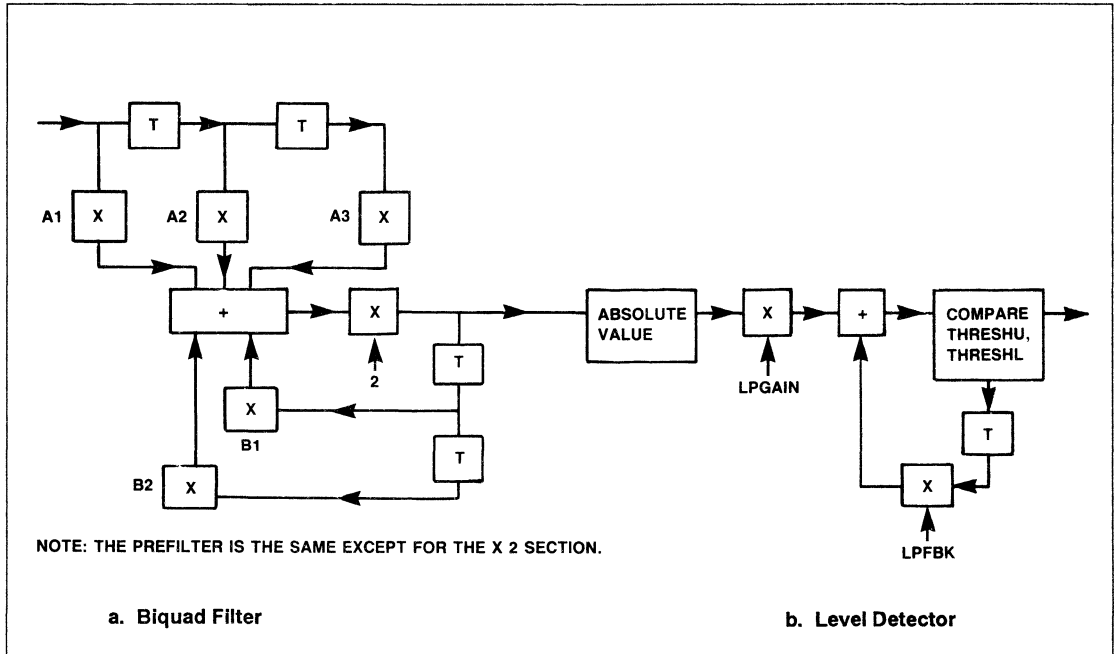 T
T
A1
X
A2
X
A3
X
+
X
2
T
X
B1
T
B2
X
ABSOLUTE
VALUE
X
LPGAIN
+
COMPARE
THRESHU,
THRESHL
T
X
LPFBK
NOTE: THE PREFILTER IS THE SAME EXCEPT FOR THE X 2 SECTION.
a. Biquad Filter
b. Level Detector